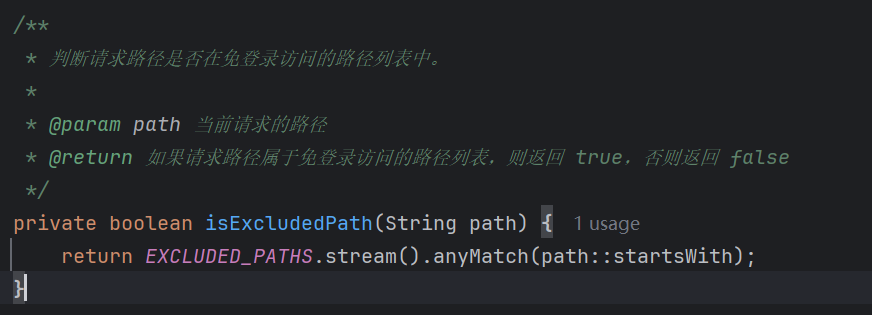 /**
 * 判断请求路径是否在免登录访问的路径列表中。
 *
 * @param path 当前请求的路径
 * @return 如果请求路径属于免登录访问的路径列表，则返回 true，否则返回 false
 */
private boolean isExcludedPath(String path) { 1 usage
    return EXCLUDED_PATHS.stream().anyMatch(path::startsWith);
}